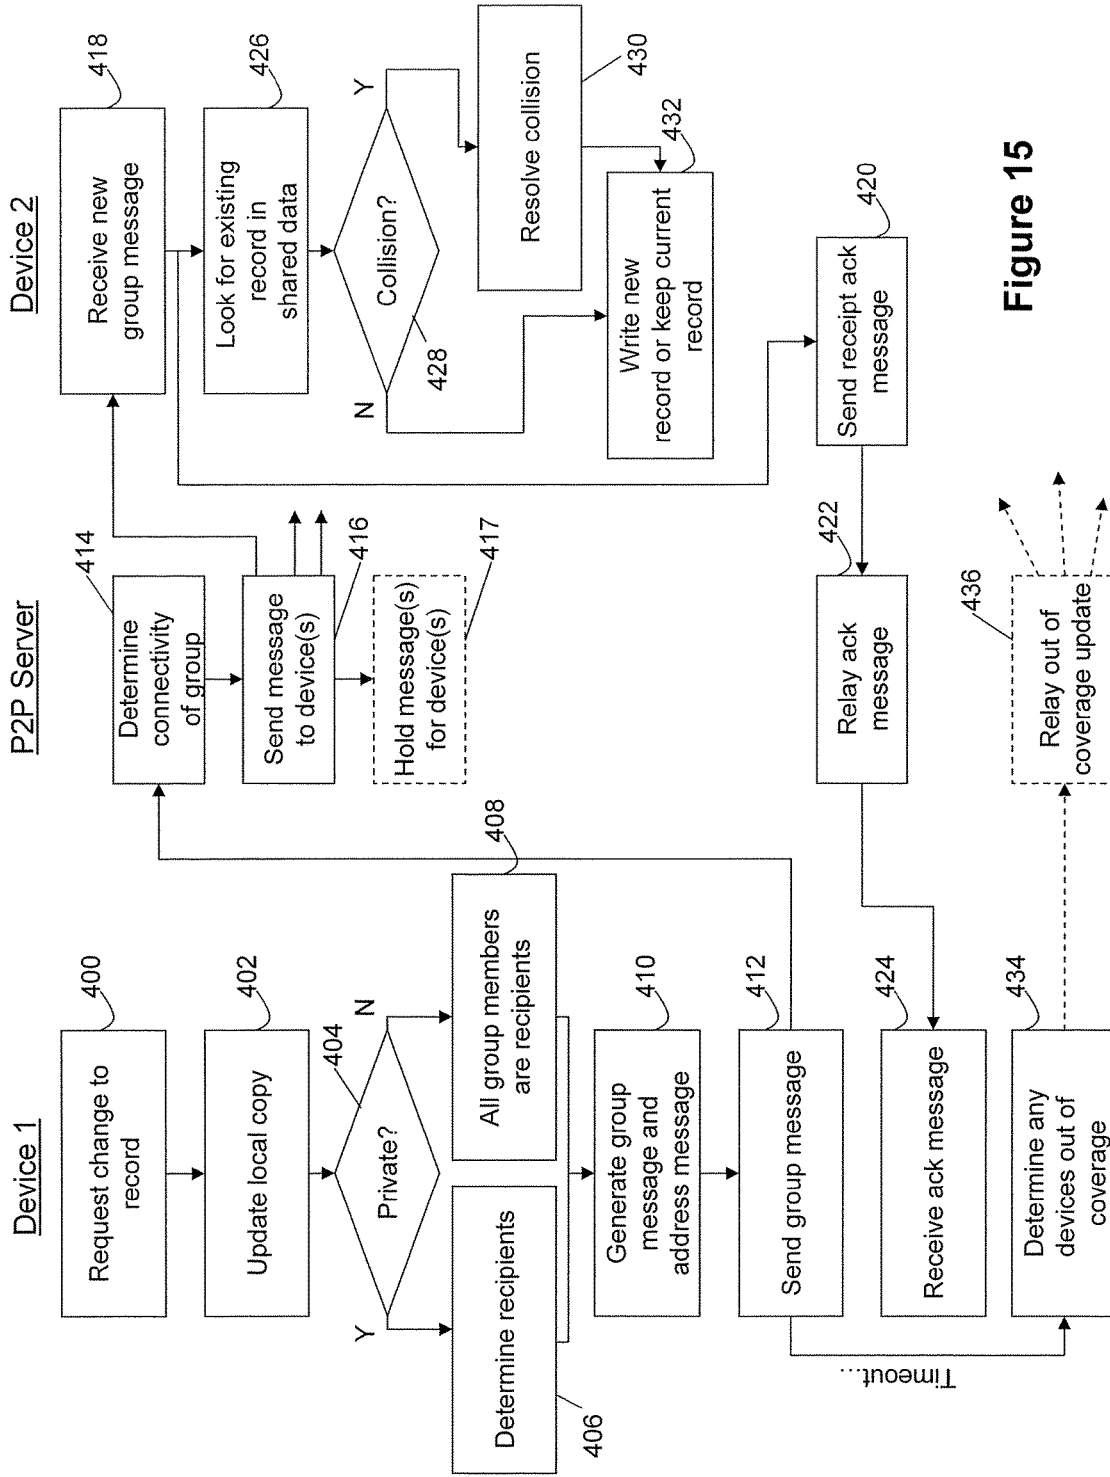 Device 1
400
Request change to
record
402
Update local copy
404
Private?
Y
N
Determine recipients
406
408
All group members
are recipients
410
Generate group
message and
address message
412
Send group message
424
Receive ack message
434
Determine any
devices out of
coverage
Timeout...
P2P Server
414
Determine
connectivity
of group
Send message
to device(s)
416
Hold message(s)
for device(s)
417
422
Relay ack
message
436
Relay out of
coverage update
Device 2
418
Receive new
group message
426
Look for existing
record in
shared data
Collision?
428
N
Y
Resolve collision
430
432
Write new
record or keep current
record
420
Send receipt ack
message
Figure 15